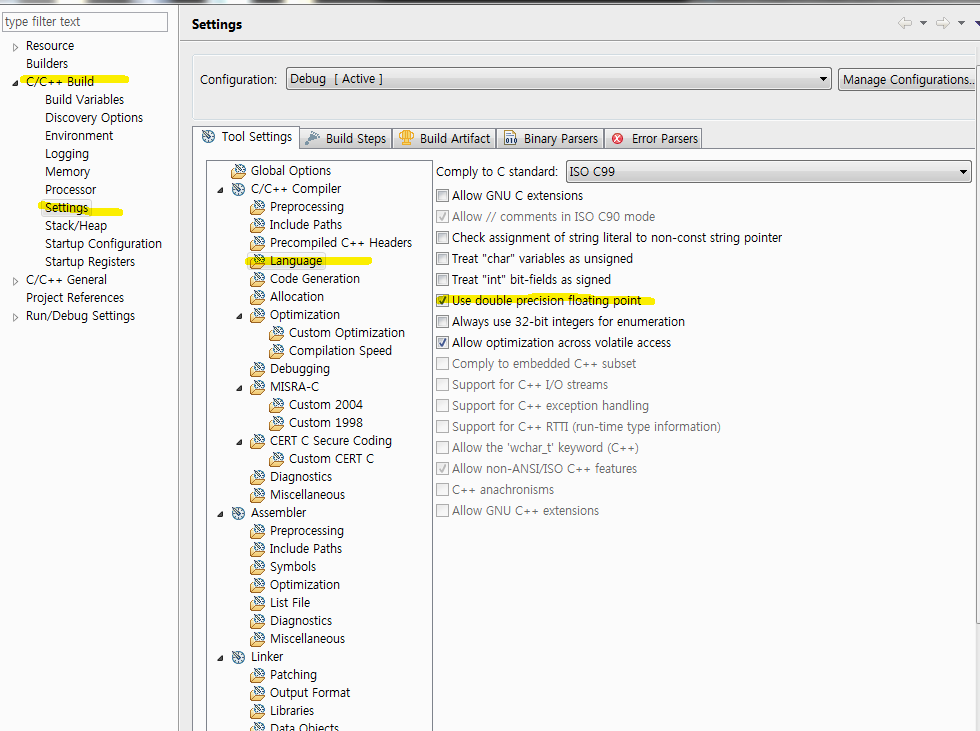 type filter text
Resource
Builders
C/C++ Build
Build Variables
Discovery Options
Environment
Logging
Memory
Processor
Settings
Stack/Heap
Startup Configuration
Startup Registers
C/C++ General
Project References
Run/Debug Settings
Settings
Configuration: Debug [ Active ] Manage Configurations...
Tool Settings Build Steps Build Artifact Binary Parsers Error Parsers
Global Options
C/C++ Compiler
Preprocessing
Include Paths
Precompiled C++ Headers
Language
Code Generation
Allocation
Optimization
Custom Optimization
Compilation Speed
Debugging
MISRA-C
Custom 2004
Custom 1998
CERT C Secure Coding
Custom CERT C
Diagnostics
Miscellaneous
Assembler
Preprocessing
Include Paths
Symbols
Optimization
List File
Diagnostics
Miscellaneous
Linker
Patching
Output Format
Libraries
Data Objects
Comply to C standard: ISO C99
Allow GNU C extensions
Allow // comments in ISO C90 mode
Check assignment of string literal to non-const string pointer
Treat "char" variables as unsigned
Treat "int" bit-fields as signed
Use double precision floating point
Always use 32-bit integers for enumeration
Allow optimization across volatile access
Comply to embedded C++ subset
Support for C++ I/O streams
Support for C++ exception handling
Support for C++ RTTI (run-time type information)
Allow the 'wchar_t' keyword (C++)
Allow non-ANSI/ISO C++ features
C++ anachronisms
Allow GNU C++ extensions